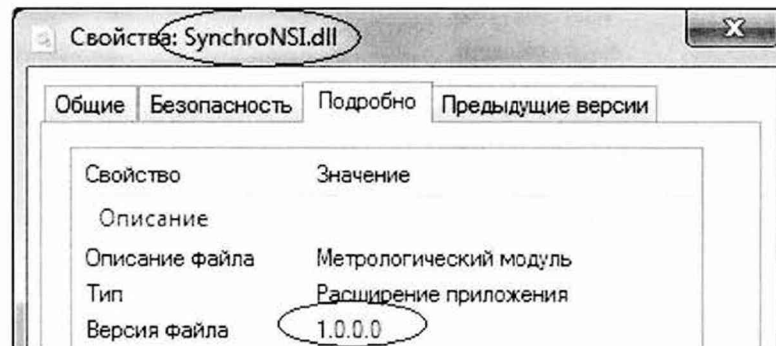 Свойства: SynchroNSI.dll
Общие Безопасность Подробно Предыдущие версии
Свойство Значение
Описание
Описание файла Метрологический модуль
Тип Расширение приложения
Версия файла 1.0.0.0